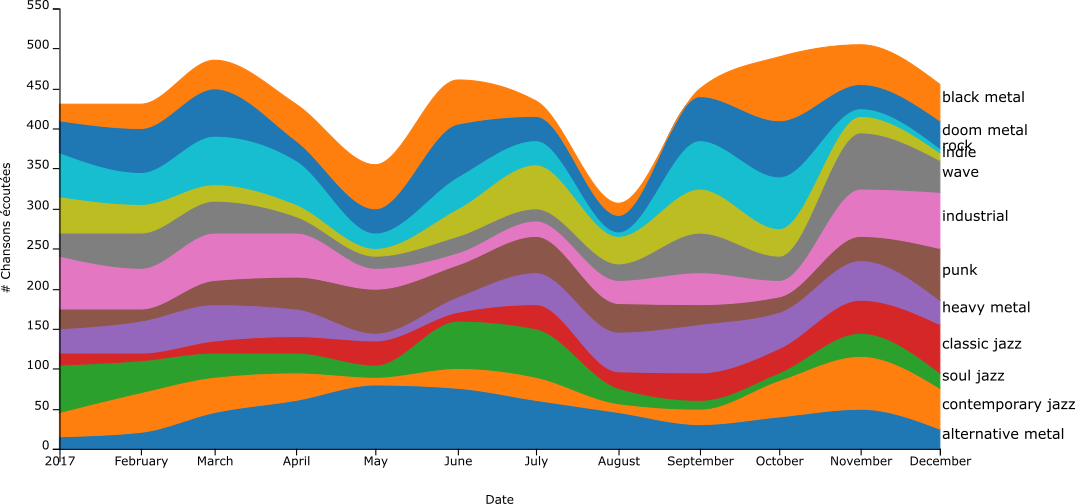 550
500
450
400
350
300
250
200
150
100
50
0
# Chansons écoutées
black metal
doom metal
rock
indie
wave
industrial
punk
heavy metal
classic jazz
soul jazz
contemporary jazz
alternative metal
2017 February March April May June July August September October November December
Date